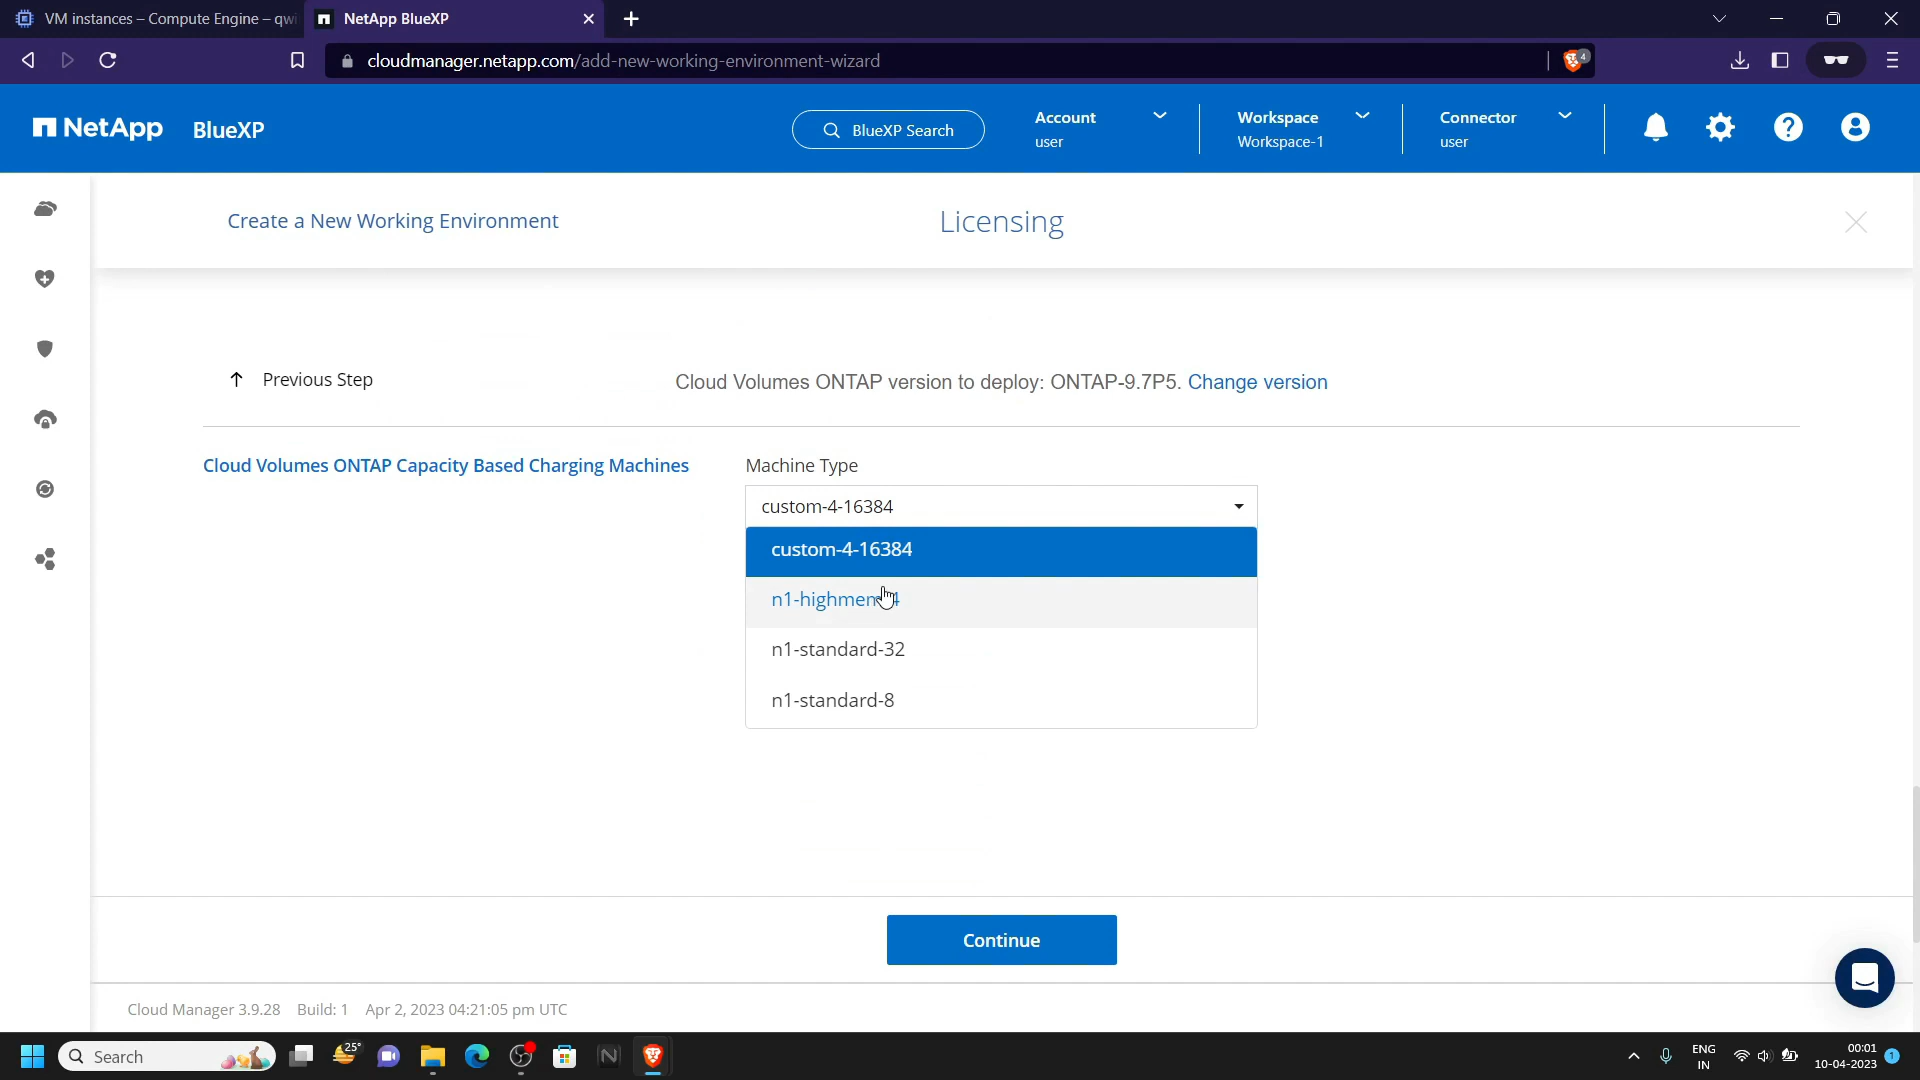 VM instances – Compute Engine – qw
NetApp BlueXP
cloudmanager.netapp.com/add-new-working-environment-wizard
4
NetApp BlueXP
BlueXP Search
Account
user
Workspace
Workspace-1
Connector
user
Create a New Working Environment
Licensing
Previous Step
Cloud Volumes ONTAP version to deploy: ONTAP-9.7P5. Change version
Cloud Volumes ONTAP Capacity Based Charging Machines
Machine Type
custom-4-16384
custom-4-16384
n1-highmem-4
n1-standard-32
n1-standard-8
Continue
Cloud Manager 3.9.28 Build: 1 Apr 2, 2023 04:21:05 pm UTC
Search
25°
ENG
IN
00:01
10-04-2023
1